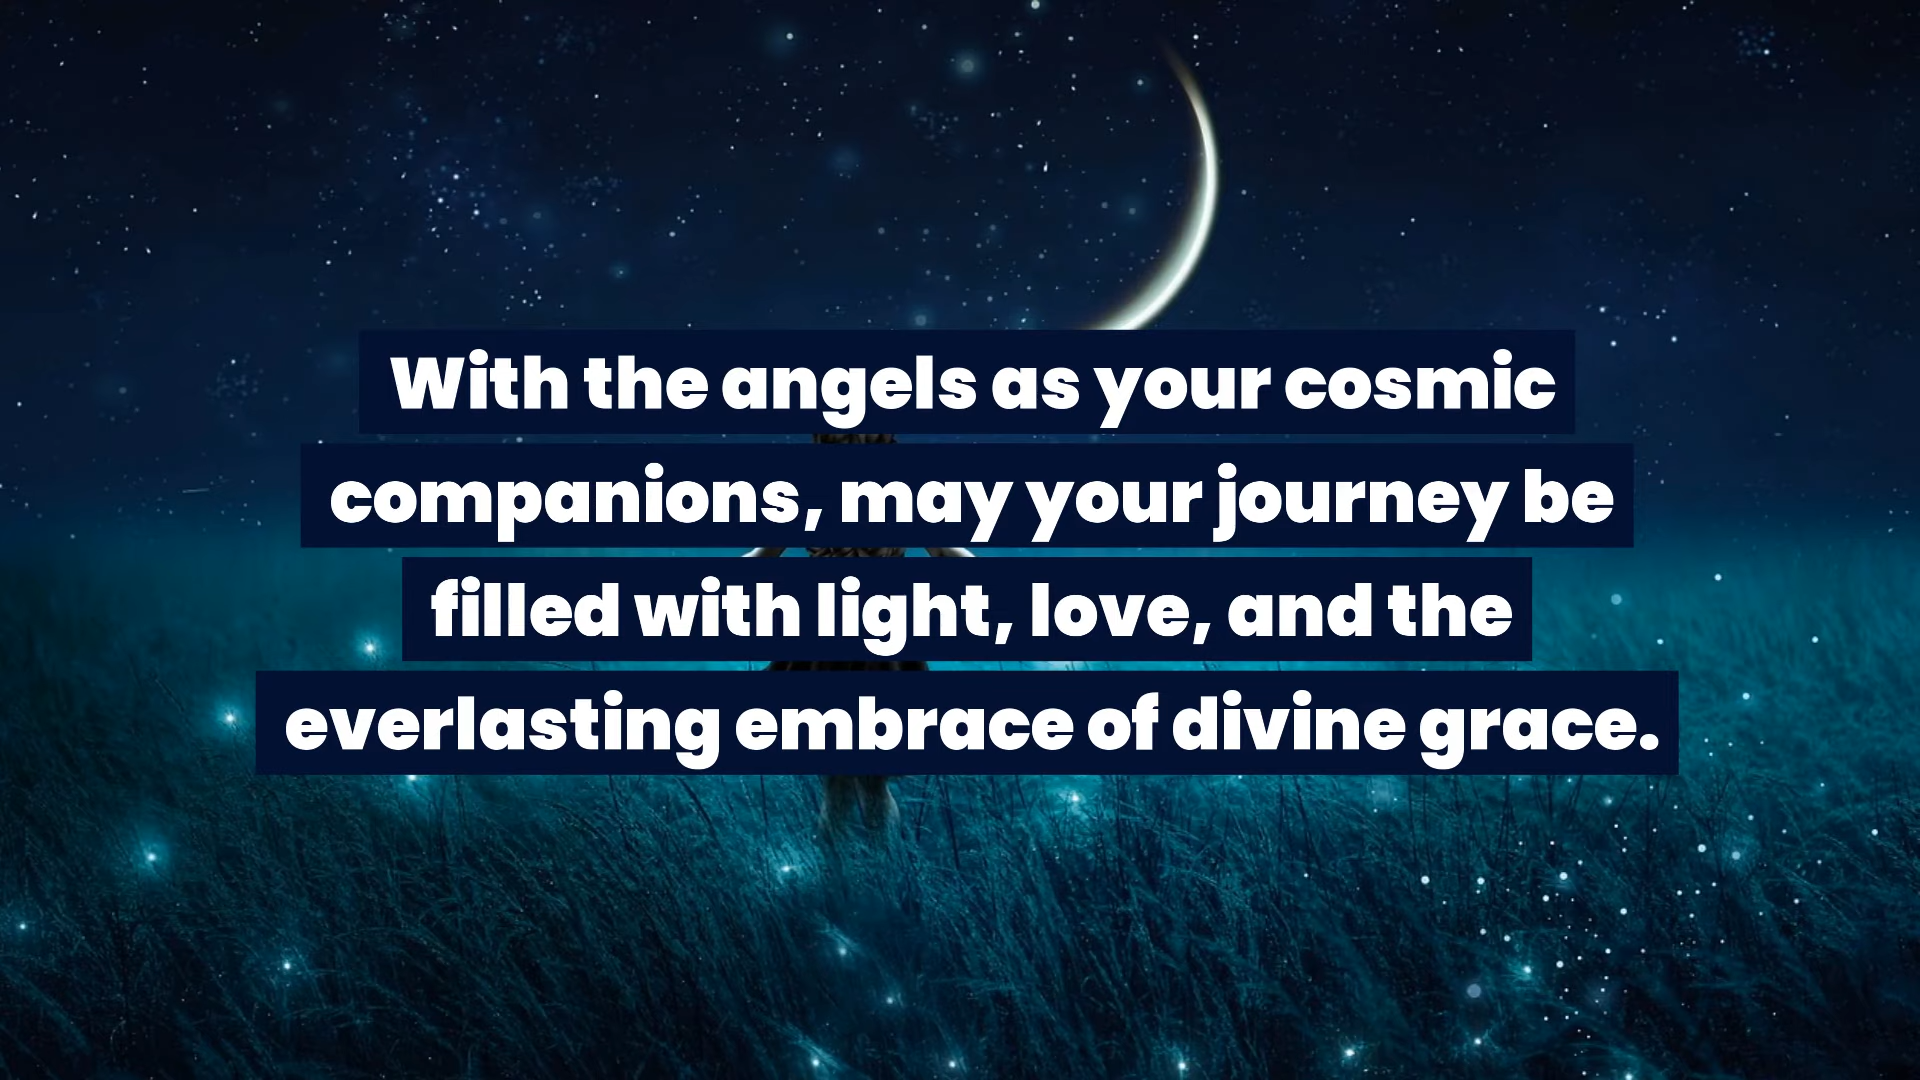 With the angels as your cosmic
companions, may your journey be
filled with light, love, and the
everlasting embrace of divine grace.